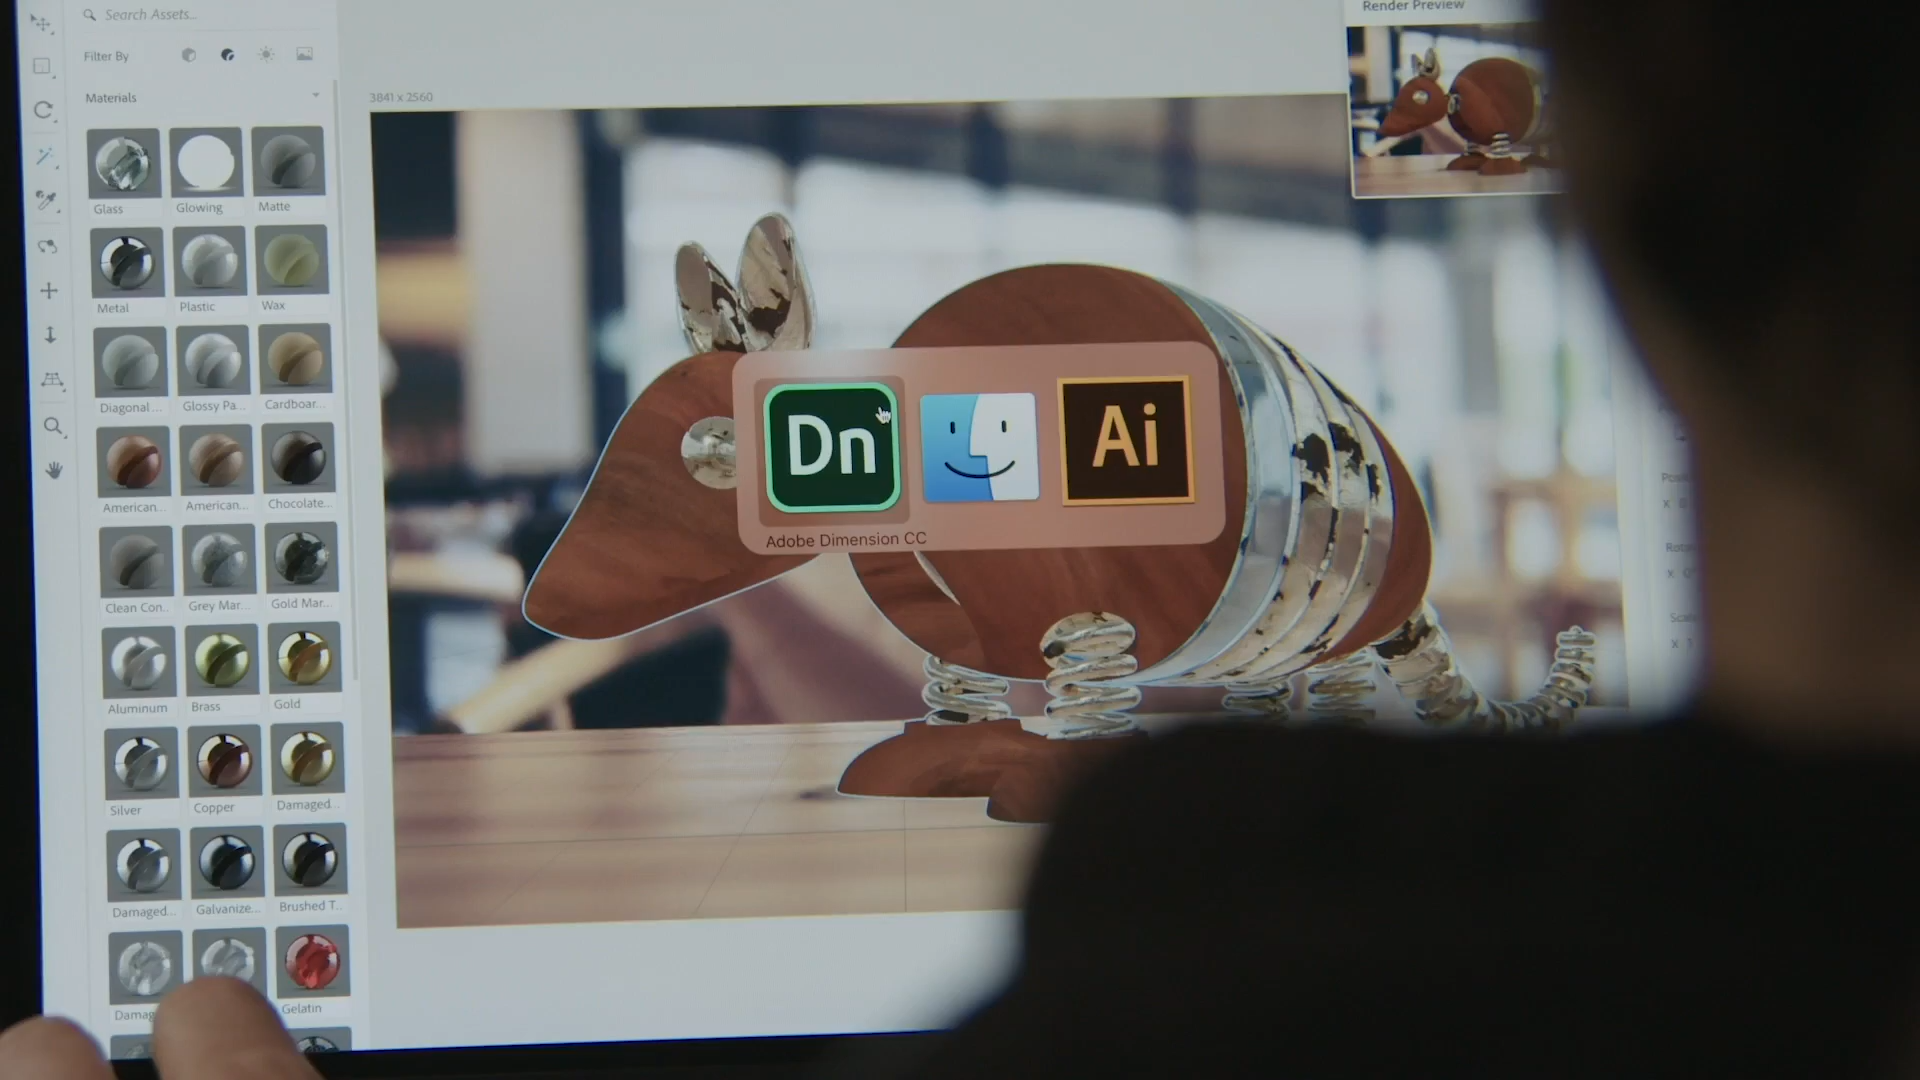 Search Assets...
Render Preview
Filter By
Materials
3841 x 2560
Glass
Glowing
Matte
Metal
Plastic
Wax
Diagonal ...
Glossy Pa...
Cardboar...
American...
American...
Chocolate...
Clean Con...
Grey Mar...
Gold Mar...
Aluminum
Brass
Gold
Silver
Copper
Damaged...
Damaged...
Galvanize...
Brushed T...
Gelatin
Dn
Ai
Adobe Dimension CC